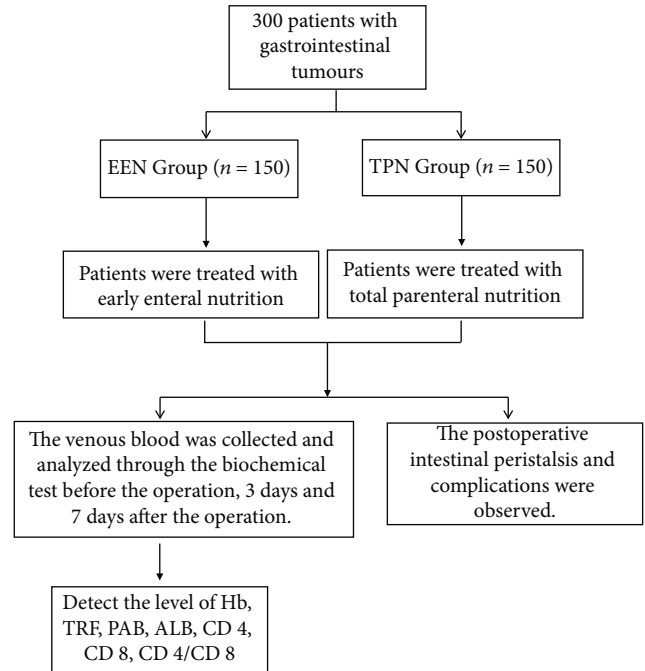 300 patients with
gastrointestinal
tumours
EEN Group (n = 150)
TPN Group (n = 150)
Patients were treated with
early enteral nutrition
Patients were treated with
total parenteral nutrition
The venous blood was collected and
analyzed through the biochemical
test before the operation, 3 days and
7 days after the operation.
The postoperative
intestinal peristalsis and
complications were
observed.
Detect the level of Hb,
TRF, PAB, ALB, CD 4,
CD 8, CD 4/CD 8